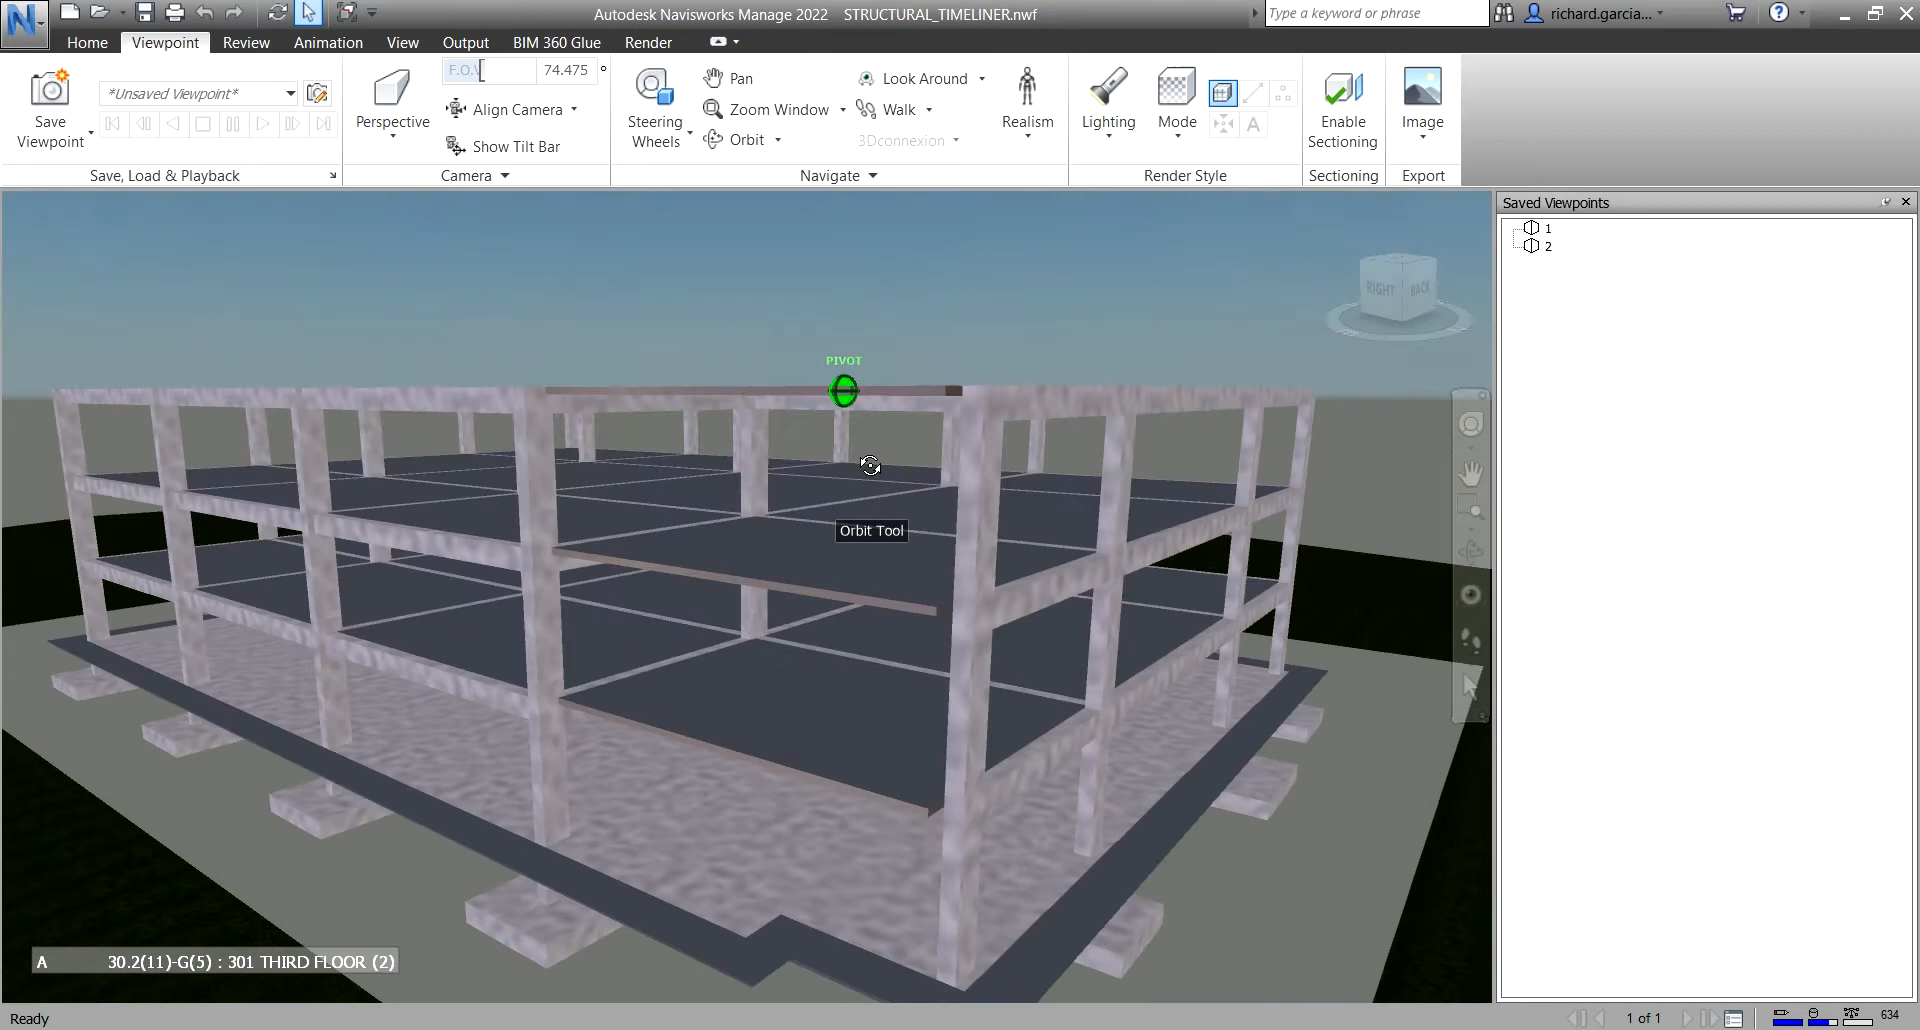 Autodesk Navisworks Manage 2022 STRUCTURAL_TIMELINER.nwf
Type a keyword or phrase
richard.garcia...
Home Viewpoint Review Animation View Output BIM 360 Glue Render
Save Viewpoint
*Unsaved Viewpoint*
Save, Load & Playback
Perspective
F.O.V
74.475 °
Align Camera
Show Tilt Bar
Camera
Steering Wheels
Pan
Zoom Window
Orbit
Look Around
Walk
3Dconnexion
Realism
Navigate
Lighting
Mode
A
Render Style
Enable Sectioning
Sectioning
Image
Export
Saved Viewpoints
1
2
RIGHT BACK
PIVOT
Orbit Tool
A 30.2(11)-G(5) : 301 THIRD FLOOR (2)
Ready
1 of 1
634